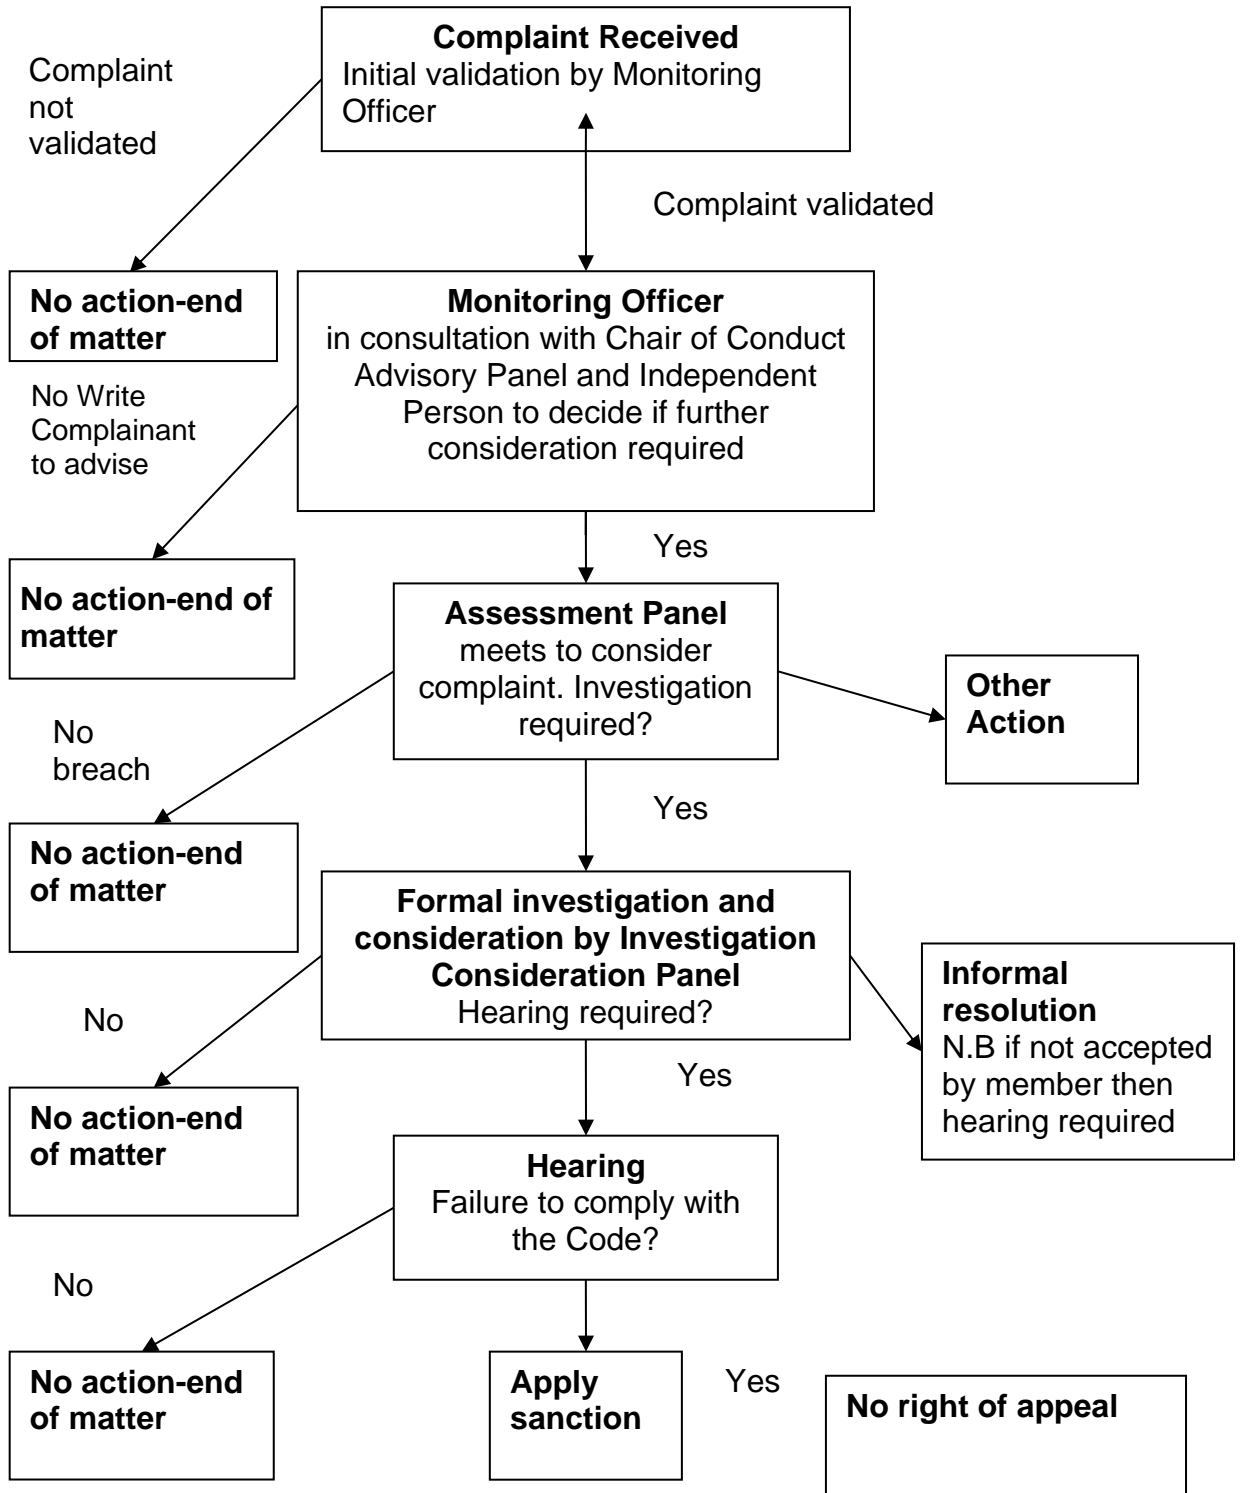 Complaint Received
Initial validation by Monitoring
Officer
Complaint
not
validated
Complaint validated
No action-end
of matter
Monitoring Officer
in consultation with Chair of Conduct
Advisory Panel and Independent
Person to decide if further
consideration required
No Write
Complainant
to advise
Yes
No action-end of
matter
Assessment Panel
meets to consider
complaint. Investigation
required?
Other
Action
No
breach
Yes
No action-end
of matter
Formal investigation and
consideration by Investigation
Consideration Panel
Hearing required?
Informal
resolution
N.B if not accepted
by member then
hearing required
No
Yes
No action-end
of matter
Hearing
Failure to comply with
the Code?
No
No action-end
of matter
Apply
sanction
Yes
No right of appeal